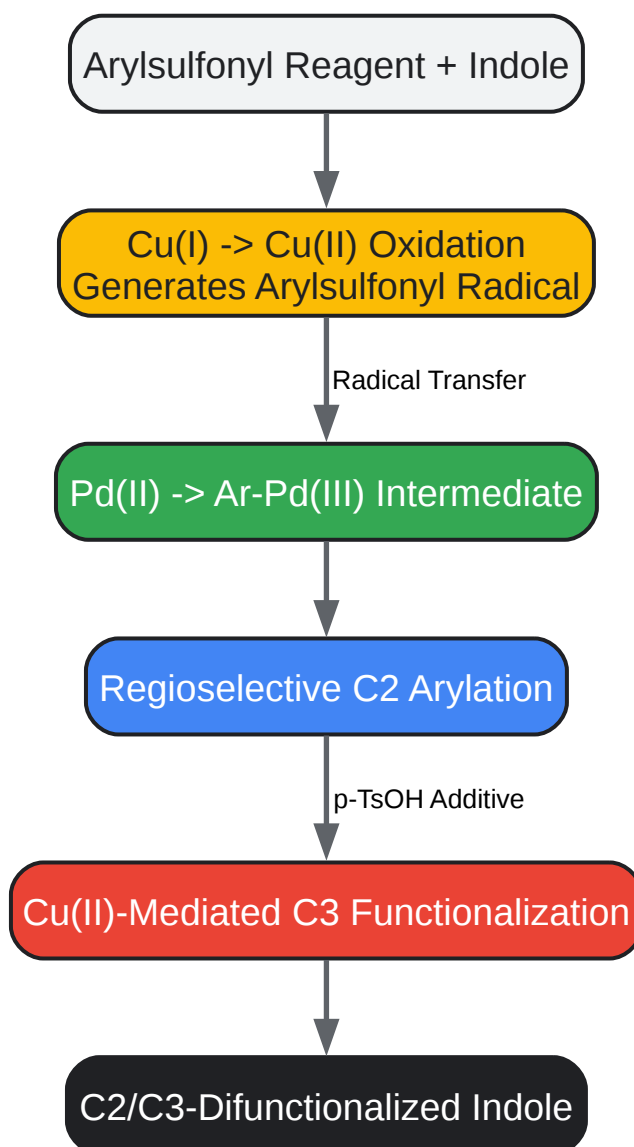 Arylsulfonyl Reagent + Indole
Cu(I) -> Cu(II) Oxidation
Generates Arylsulfonyl Radical
Radical Transfer
Pd(II) -> Ar-Pd(III) Intermediate
Regioselective C2 Arylation
p-TsOH Additive
Cu(II)-Mediated C3 Functionalization
C2/C3-Difunctionalized Indole